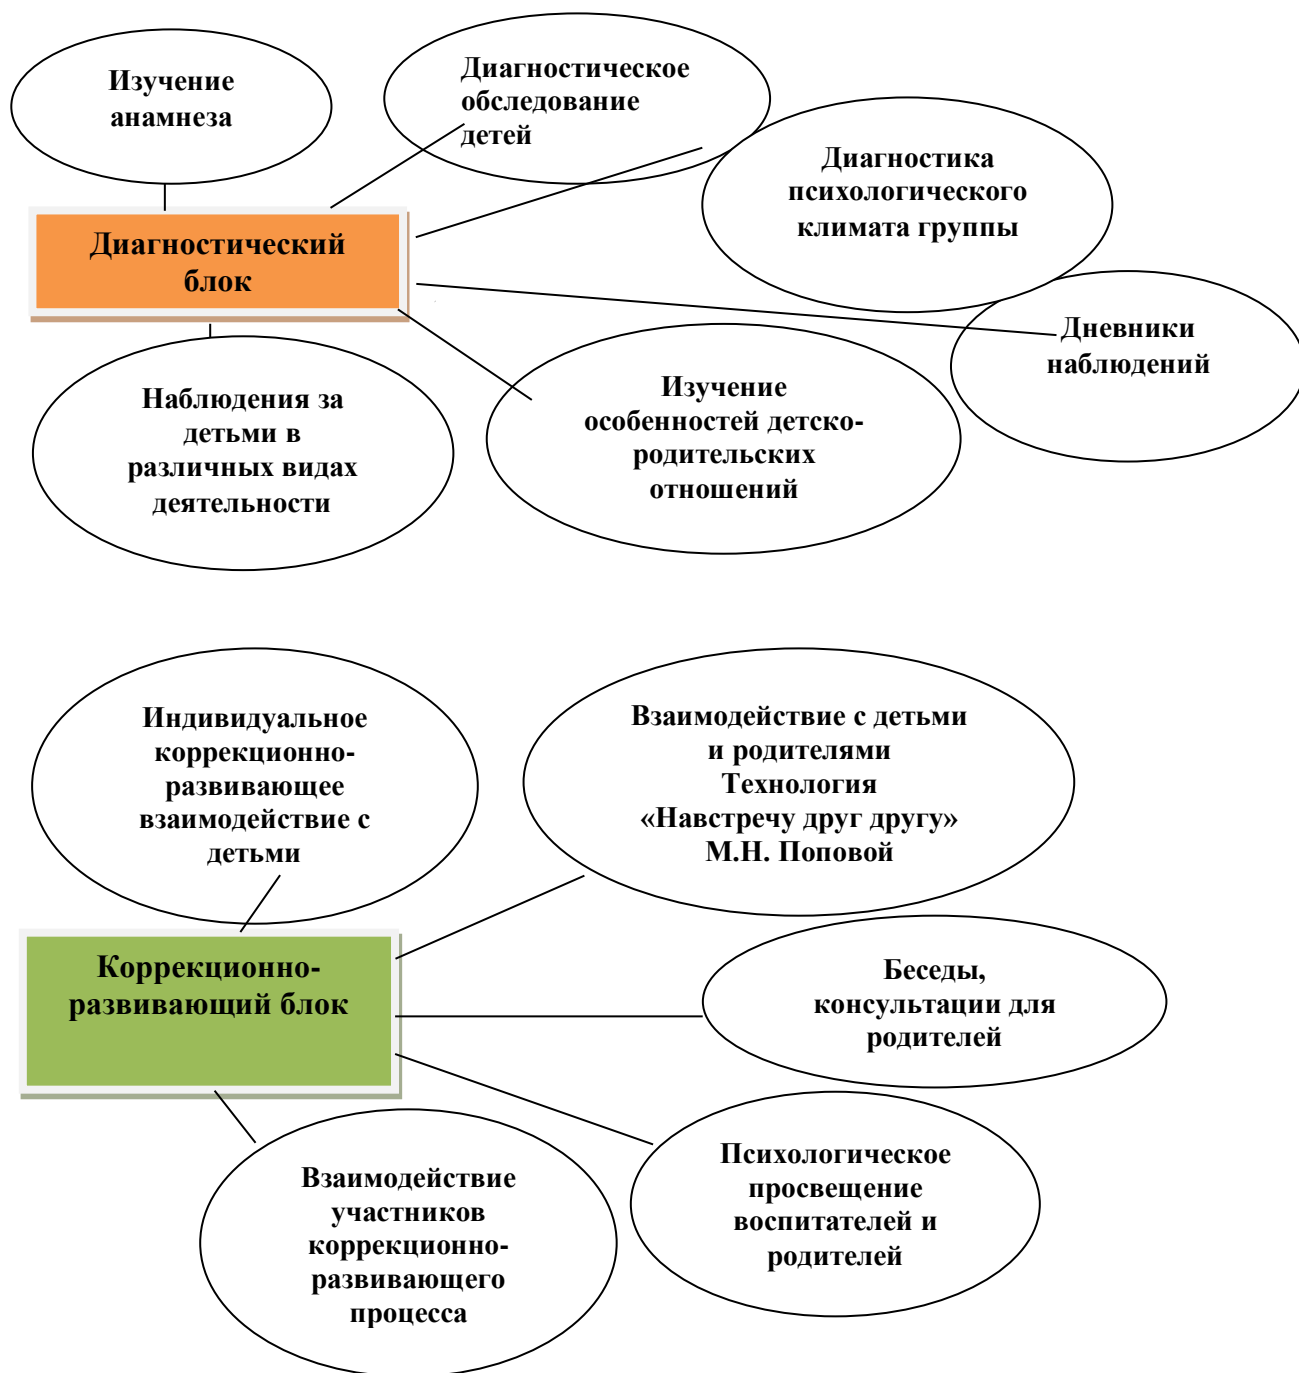 Изучение
анамнеза
Диагностическое
обследование
детей
Диагностика
психологического
климата группы
Диагностический
блок
Дневники
наблюдений
Наблюдения за
детьми в
различных видах
деятельности
Изучение
особенностей детско-
родительских
отношений
Индивидуальное
коррекционно-
развивающее
взаимодействие с
детьми
Взаимодействие с детьми
и родителями
Технология
«Навстречу друг другу»
М.Н. Поповой
Коррекционно-
развивающий блок
Беседы,
консультации для
родителей
Психологическое
просвещение
воспитателей и
родителей
Взаимодействие
участников
коррекционно-
развивающего
процесса